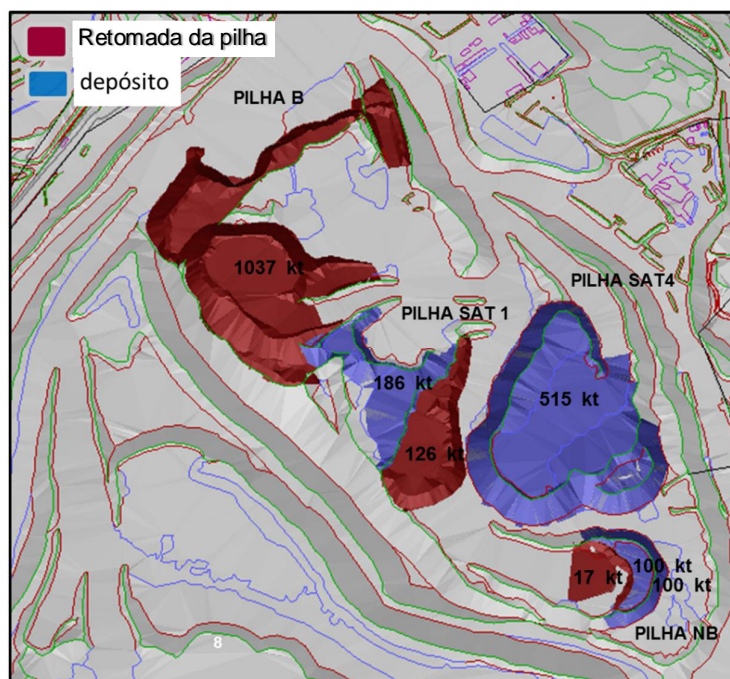 Retomada da pilha
depósito
PILHA B
1037 kt
PILHA SAT4
PILHA SAT 1
186 kt
515 kt
126 kt
100 kt
17 kt
100 kt
PILHA NB
8